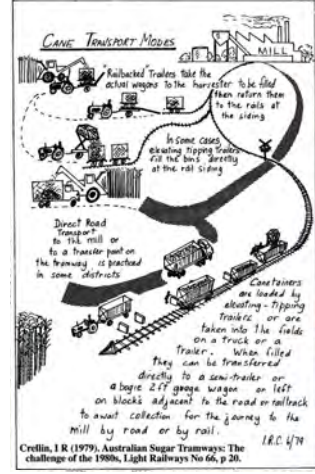 CANE TRANSPORT MODES
MILL
"Railbacked" Trailers take the
actual wagons to the harvester to be filled
then return them
to the rails at
the siding
In some cases
elevating tipping trailers
fill the bins directly
at the rail siding
Direct Road
Transport
to the mill or
to a transfer point on
the tramway is practiced
in some districts
Containers
are loaded by
elevating-tipping
trailers or are
taken into the fields
on a truck or a
trailer. When filled
they can be transferred
directly to a semi-trailer or
a bogie 2ft gauge wagon or left
on blocks adjacent to the road or railtrack
to await collection for the journey to the
mill by road or by rail.
I.R.C. 6/79
Crellin, I R (1979), Australian Sugar Tramways: The
challenge of the 1980s, Light Railways No 66, p 20.